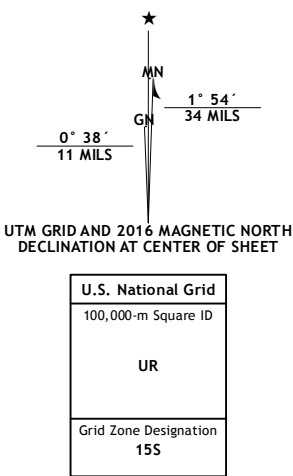 MN
1° 54´
34 MILS
GN
0° 38´
11 MILS
UTM GRID AND 2016 MAGNETIC NORTH
DECLINATION AT CENTER OF SHEET
U.S. National Grid
100,000-m Square ID
UR
Grid Zone Designation
15S